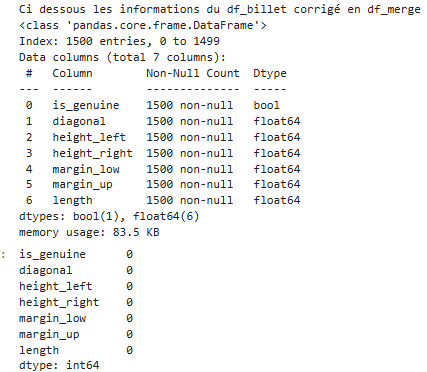 Ci dessous les informations du df_billet corrigé en df_merge
<class 'pandas.core.frame.DataFrame'>
Index: 1500 entries, 0 to 1499
Data columns (total 7 columns):
 #   Column        Non-Null Count  Dtype
---  ------        --------------  -----
 0   is_genuine    1500 non-null   bool
 1   diagonal      1500 non-null   float64
 2   height_left   1500 non-null   float64
 3   height_right  1500 non-null   float64
 4   margin_low    1500 non-null   float64
 5   margin_up     1500 non-null   float64
 6   length        1500 non-null   float64
dtypes: bool(1), float64(6)
memory usage: 83.5 KB
: is_genuine      0
diagonal        0
height_left     0
height_right    0
margin_low      0
margin_up       0
length          0
dtype: int64